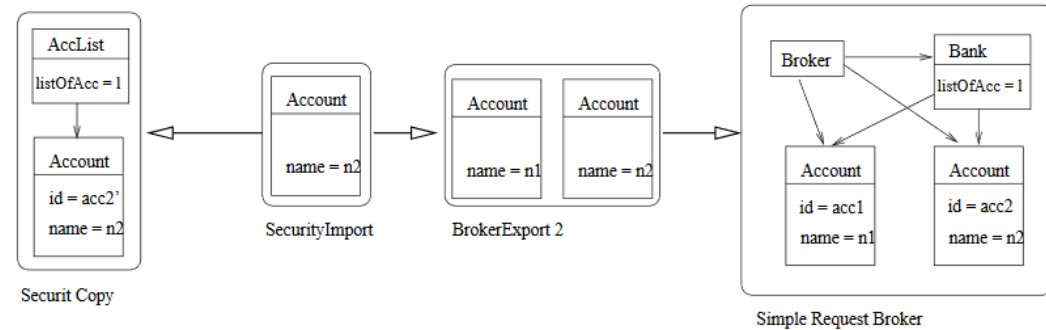 AccList
listOfAcc = l
Account
id = acc2’
name = n2
Securit Copy
Account
name = n2
SecurityImport
Account
name = n1
Account
name = n2
BrokerExport 2
Broker
Bank
listOfAcc = l
Account
id = acc1
name = n1
Account
id = acc2
name = n2
Simple Request Broker